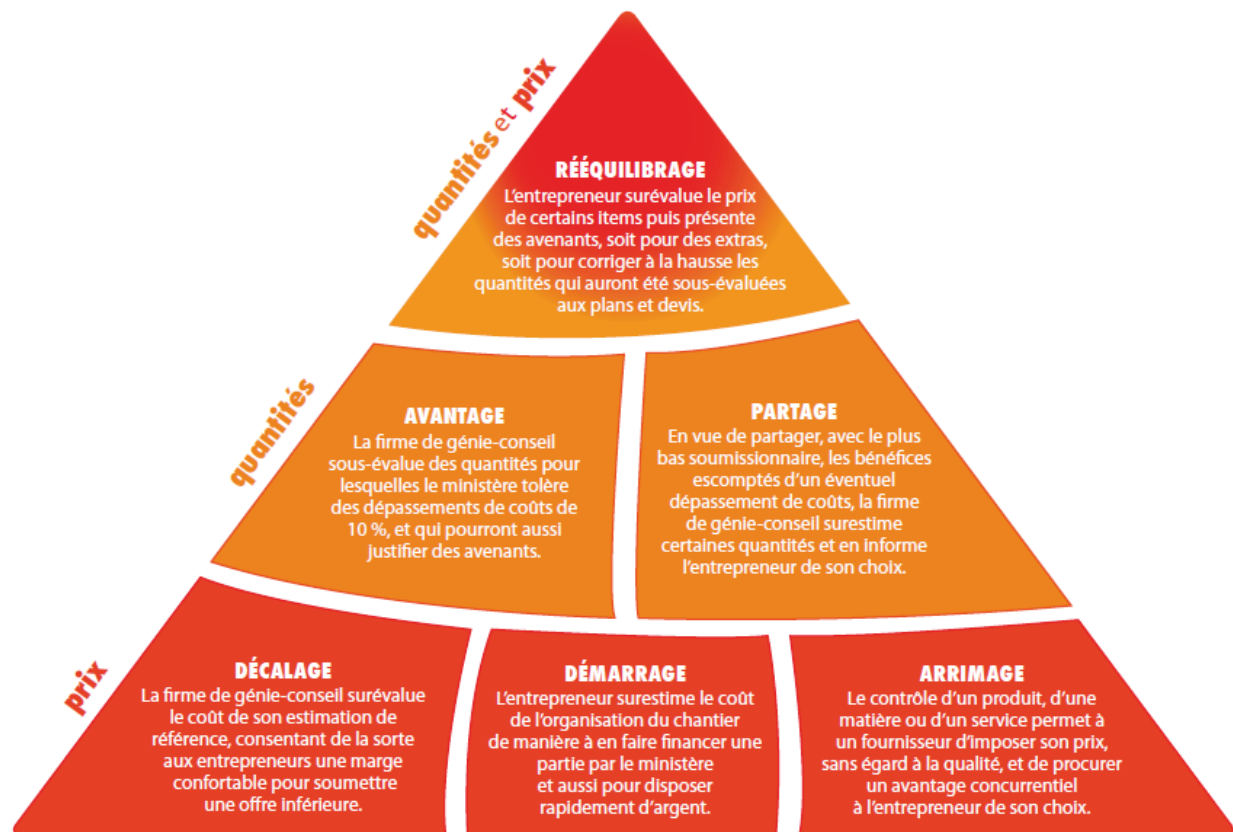 quantités et prix
RÉÉQUILIBRAGE
L'entrepreneur surévalue le prix
de certains items puis présente
des avenants, soit pour des extras,
soit pour corriger à la hausse les
quantités qui auront été sous-évaluées
aux plans et devis.
quantités
AVANTAGE
La firme de génie-conseil
sous-évalue des quantités pour
lesquelles le ministère tolère
des dépassements de coûts de
10 %, et qui pourront aussi
justifier des avenants.
PARTAGE
En vue de partager, avec le plus
bas soumissionnaire, les bénéfices
escomptés d'un éventuel
dépassement de coûts, la firme
de génie-conseil surestime
certaines quantités et en informe
l'entrepreneur de son choix.
prix
DÉCALAGE
La firme de génie-conseil surévalue
le coût de son estimation de
référence, consentant de la sorte
aux entrepreneurs une marge
confortable pour soumettre
une offre inférieure.
DÉMARRAGE
L'entrepreneur surestime le coût
de l'organisation du chantier
de manière à en faire financer une
partie par le ministère
et aussi pour disposer
rapidement d'argent.
ARRIMAGE
Le contrôle d'un produit, d'une
matière ou d'un service permet à
un fournisseur d'imposer son prix,
sans égard à la qualité, et de procurer
un avantage concurrentiel
à l'entrepreneur de son choix.